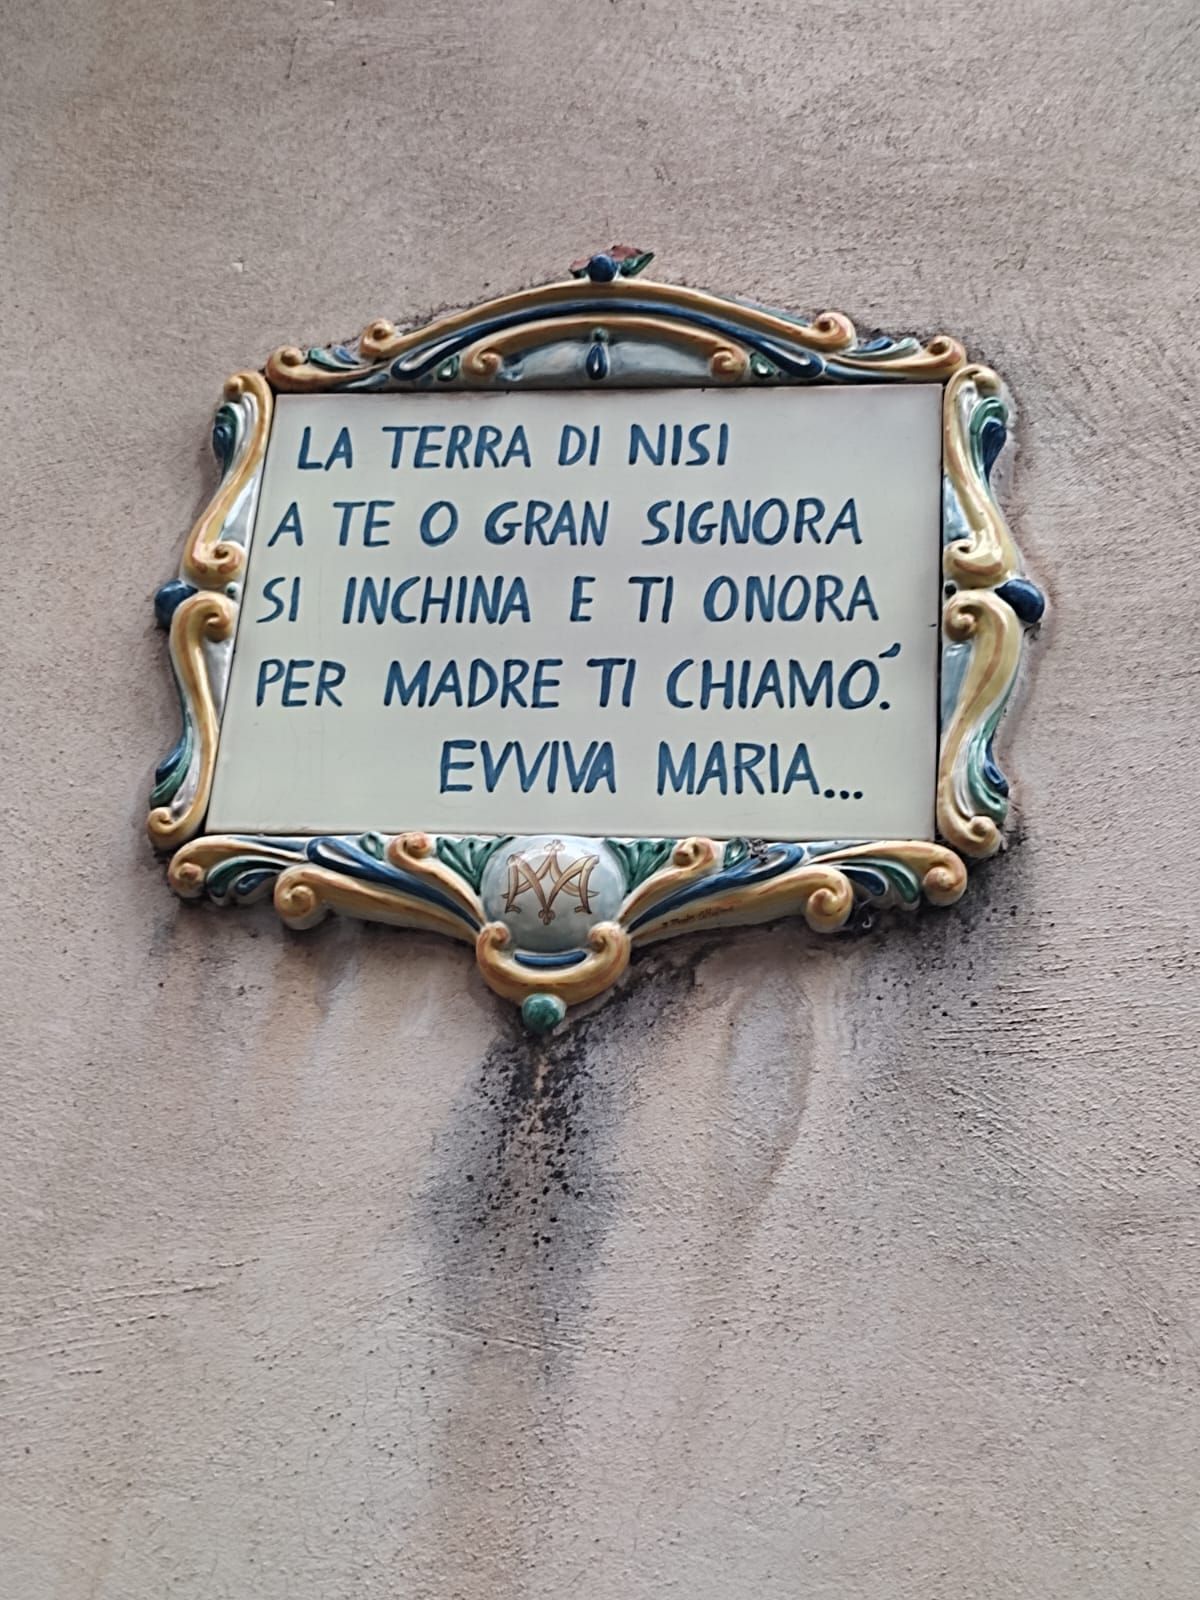 LA TERRA DI NISI
A TE O GRAN SIGNORA
SI INCHINA E TI ONORA
PER MADRE TI CHIAMÓ.
EVVIVA MARIA...